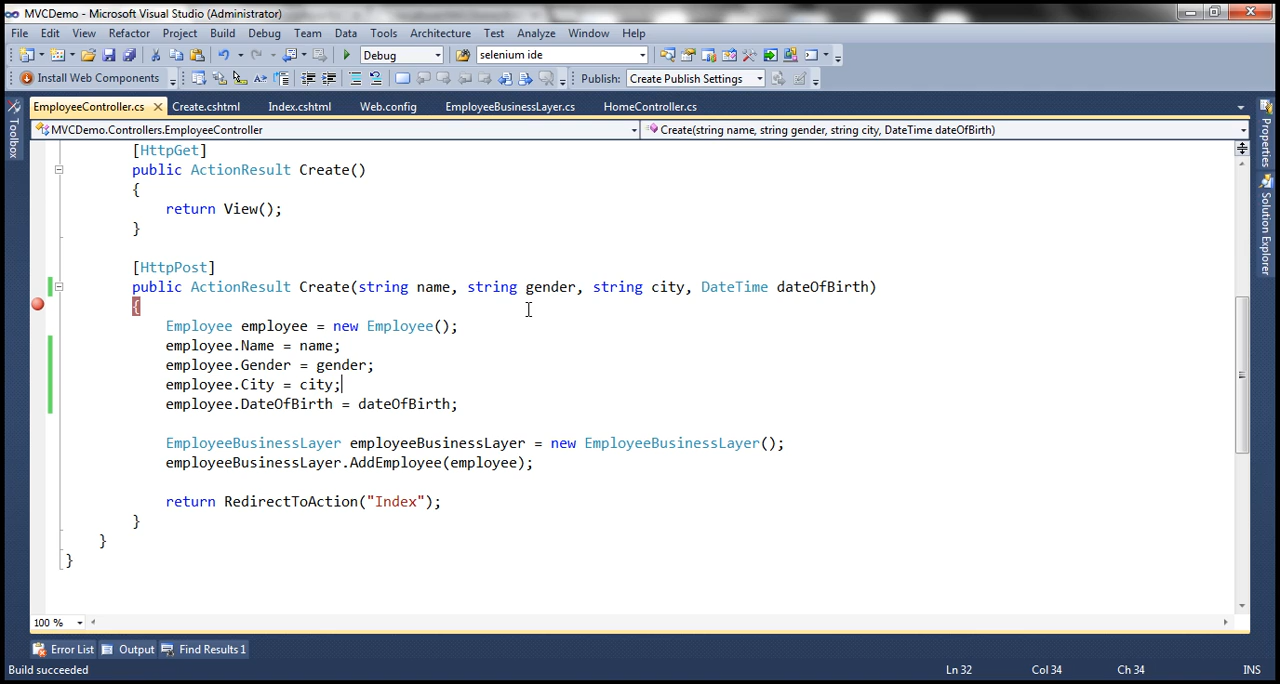 MVCDemo - Microsoft Visual Studio (Administrator)
File Edit View Refactor Project Build Debug Team Data Tools Architecture Test Analyze Window Help
Debug selenium ide
Install Web Components Publish: Create Publish Settings
EmployeeController.cs Create.cshtml Index.cshtml Web.config EmployeeBusinessLayer.cs HomeController.cs
MVCDemo.Controllers.EmployeeController Create(string name, string gender, string city, DateTime dateOfBirth)
Toolbox
Properties
Solution Explorer
[HttpGet]
public ActionResult Create()
{
return View();
}
[HttpPost]
public ActionResult Create(string name, string gender, string city, DateTime dateOfBirth)
{
Employee employee = new Employee();
employee.Name = name;
employee.Gender = gender;
employee.City = city;
employee.DateOfBirth = dateOfBirth;
EmployeeBusinessLayer employeeBusinessLayer = new EmployeeBusinessLayer();
employeeBusinessLayer.AddEmployee(employee);
return RedirectToAction("Index");
}
}
}
100 %
Error List Output Find Results 1
Build succeeded Ln 32 Col 34 Ch 34 INS